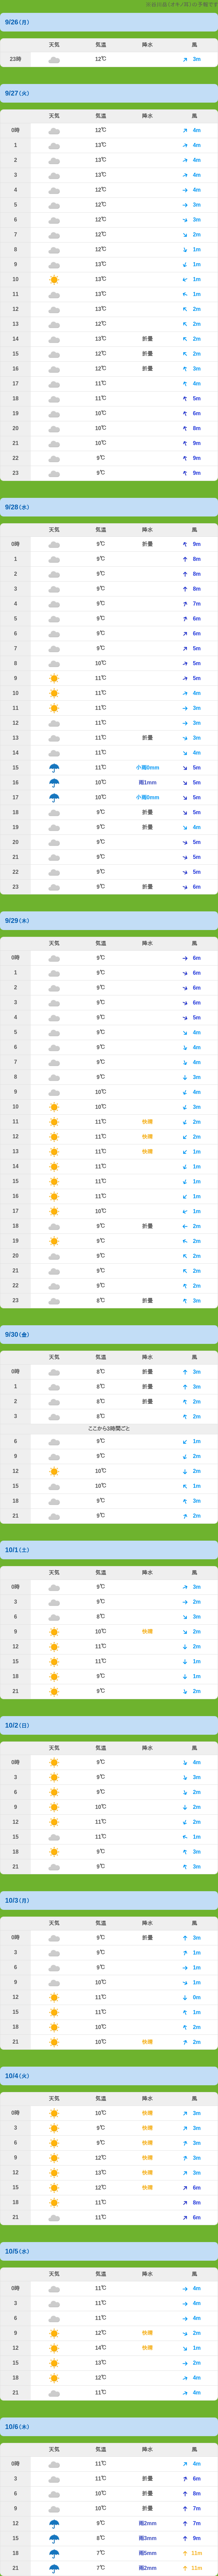 9/26(月)
天気 気温 降水 風
23時 12℃ 3m
9/27(火)
天気 気温 降水 風
0時 12℃ 4m
1 13℃ 4m
2 13℃ 4m
3 13℃ 4m
4 12℃ 4m
5 12℃ 3m
6 12℃ 3m
7 12℃ 2m
8 12℃ 1m
9 13℃ 1m
10 13℃ 1m
11 13℃ 1m
12 13℃ 2m
13 12℃ 2m
14 13℃ 折畳 2m
15 12℃ 折畳 2m
16 12℃ 折畳 3m
17 11℃ 4m
18 11℃ 5m
19 10℃ 6m
20 10℃ 8m
21 10℃ 9m
22 9℃ 9m
23 9℃ 9m
9/28(水)
天気 気温 降水 風
0時 9℃ 折畳 9m
1 9℃ 8m
2 9℃ 8m
3 9℃ 8m
4 9℃ 7m
5 9℃ 6m
6 9℃ 6m
7 9℃ 5m
8 10℃ 5m
9 11℃ 5m
10 11℃ 4m
11 11℃ 3m
12 11℃ 3m
13 11℃ 折畳 3m
14 11℃ 4m
15 11℃ 小雨0mm 5m
16 10℃ 雨1mm 5m
17 10℃ 小雨0mm 5m
18 9℃ 折畳 5m
19 9℃ 折畳 4m
20 9℃ 5m
21 9℃ 5m
22 9℃ 5m
23 9℃ 折畳 6m
9/29(木)
天気 気温 降水 風
0時 9℃ 6m
1 9℃ 6m
2 9℃ 6m
3 9℃ 6m
4 9℃ 5m
5 9℃ 4m
6 9℃ 4m
7 9℃ 4m
8 9℃ 3m
9 10℃ 4m
10 10℃ 3m
11 11℃ 快晴 2m
12 11℃ 快晴 2m
13 11℃ 快晴 1m
14 11℃ 1m
15 11℃ 1m
16 11℃ 1m
17 10℃ 1m
18 9℃ 折畳 2m
19 9℃ 2m
20 9℃ 2m
21 9℃ 2m
22 9℃ 2m
23 8℃ 折畳 3m
9/30(金)
天気 気温 降水 風
0時 8℃ 折畳 3m
1 8℃ 折畳 3m
2 8℃ 折畳 2m
3 8℃ 2m
ここから3時間ごと
6 9℃ 1m
9 9℃ 2m
12 10℃ 2m
15 10℃ 1m
18 9℃ 3m
21 9℃ 2m
10/1(土)
天気 気温 降水 風
0時 9℃ 3m
3 9℃ 2m
6 8℃ 3m
9 10℃ 快晴 2m
12 11℃ 2m
15 11℃ 1m
18 9℃ 1m
21 9℃ 2m
10/2(日)
天気 気温 降水 風
0時 9℃ 4m
3 9℃ 3m
6 9℃ 2m
9 10℃ 2m
12 11℃ 2m
15 11℃ 1m
18 9℃ 3m
21 9℃ 3m
10/3(月)
天気 気温 降水 風
0時 9℃ 折畳 3m
3 9℃ 1m
6 9℃ 1m
9 10℃ 1m
12 11℃ 0m
15 11℃ 1m
18 10℃ 2m
21 10℃ 快晴 2m
10/4(火)
天気 気温 降水 風
0時 10℃ 快晴 3m
3 9℃ 快晴 3m
6 9℃ 快晴 3m
9 12℃ 快晴 3m
12 13℃ 快晴 3m
15 12℃ 快晴 6m
18 11℃ 8m
21 11℃ 6m
10/5(水)
天気 気温 降水 風
0時 11℃ 4m
3 11℃ 4m
6 11℃ 4m
9 12℃ 快晴 2m
12 14℃ 快晴 1m
15 13℃ 2m
18 12℃ 4m
21 11℃ 4m
10/6(木)
天気 気温 降水 風
0時 11℃ 4m
3 11℃ 折畳 6m
6 10℃ 折畳 8m
9 10℃ 折畳 7m
12 9℃ 雨2mm 7m
15 8℃ 雨3mm 9m
18 7℃ 雨5mm 11m
21 7℃ 雨2mm 11m